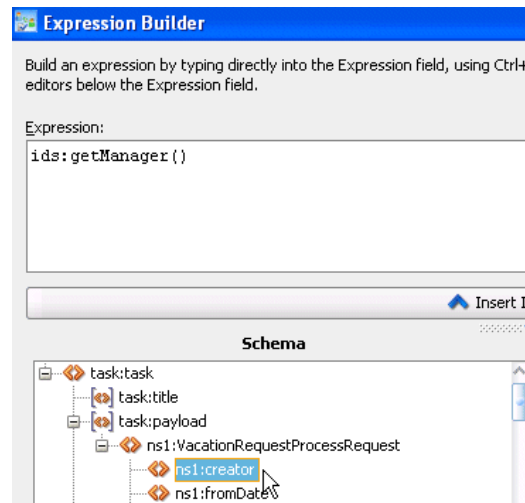 Expression Builder
Build an expression by typing directly into the Expression field, using Ctrl+
editors below the Expression field.
Expression:
ids:getManager()
Insert I
Schema
task:task
task:title
task:payload
ns1:VacationRequestProcessRequest
ns1:creator
ns1:fromDate